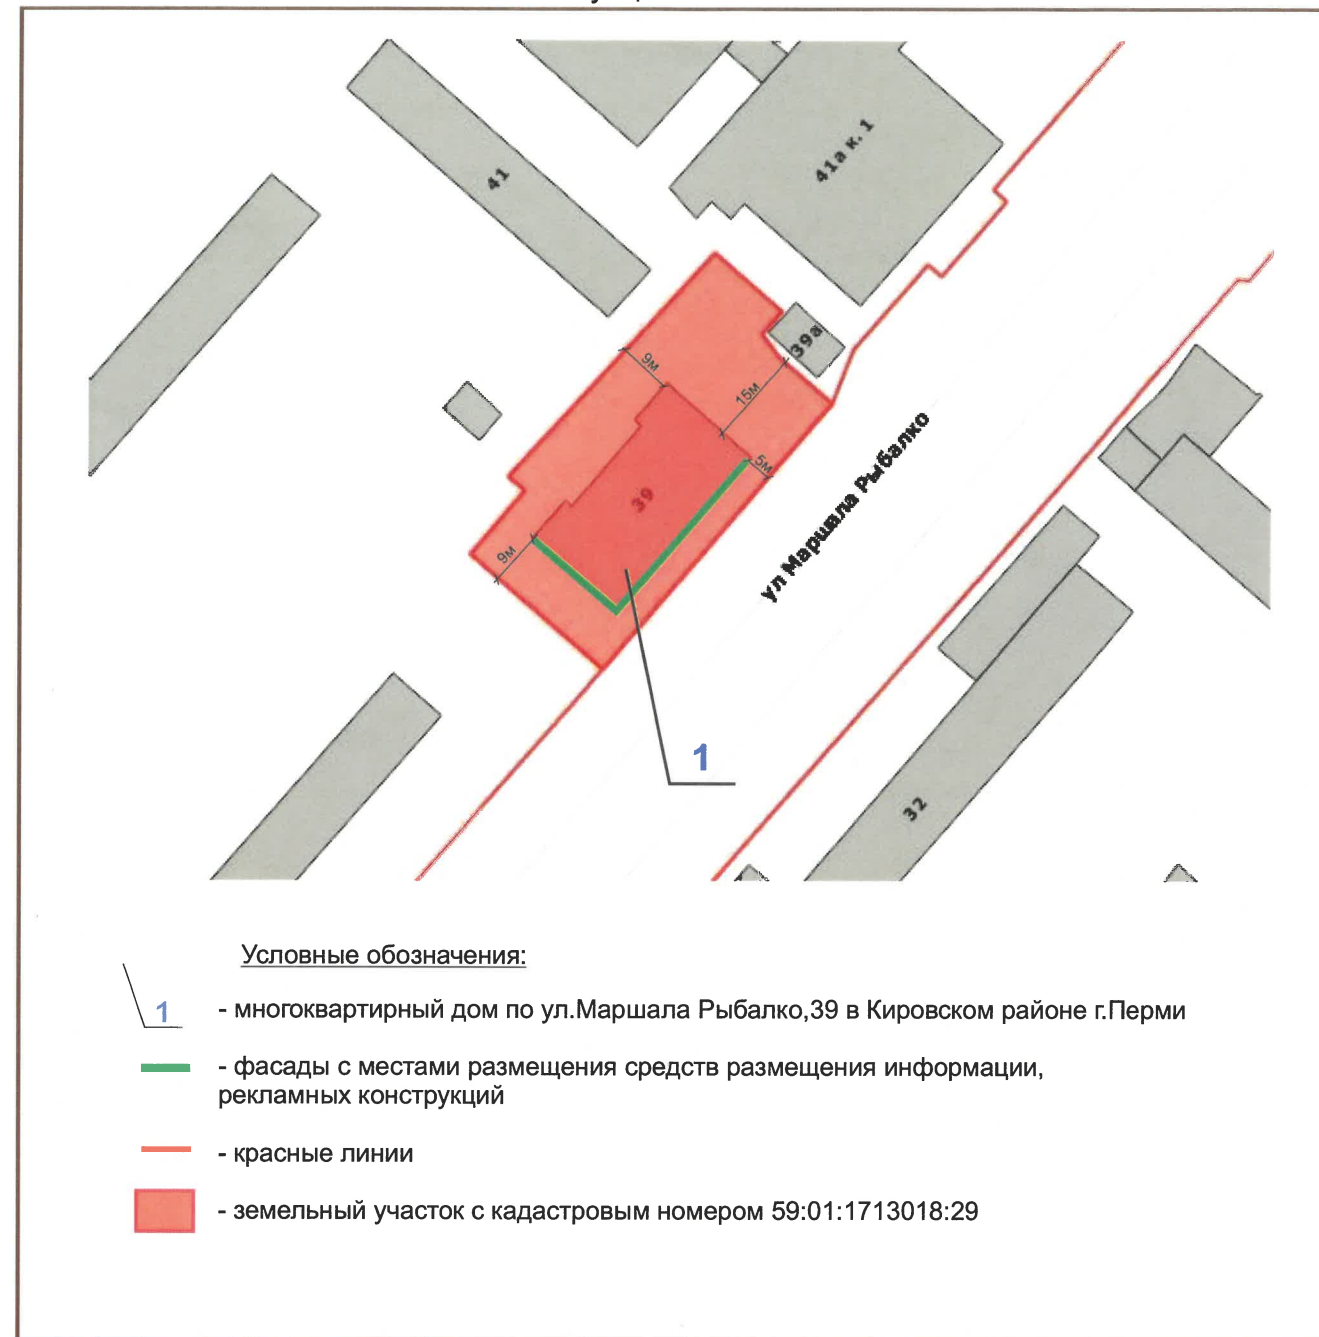 41
41а к. 1
39а
9м
15м
5м
39
9м
ул Маршала Рыбалко
1
32
Условные обозначения:
1 - многоквартирный дом по ул.Маршала Рыбалко,39 в Кировском районе г.Перми
- фасады с местами размещения средств размещения информации,
рекламных конструкций
- красные линии
- земельный участок с кадастровым номером 59:01:1713018:29